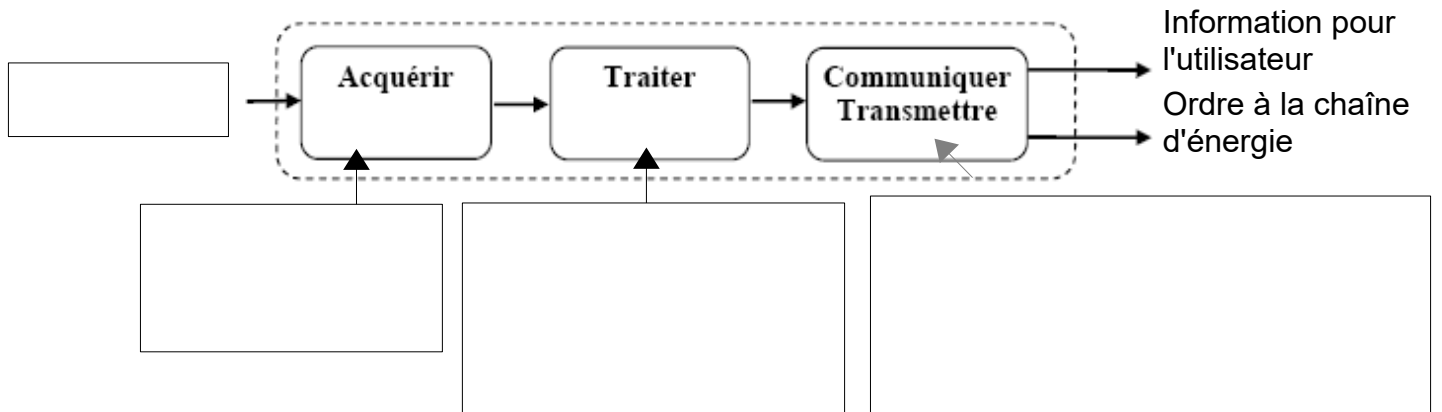 Acquérir
Traiter
Communiquer
Transmettre
Information pour
l'utilisateur
Ordre à la chaîne
d'énergie